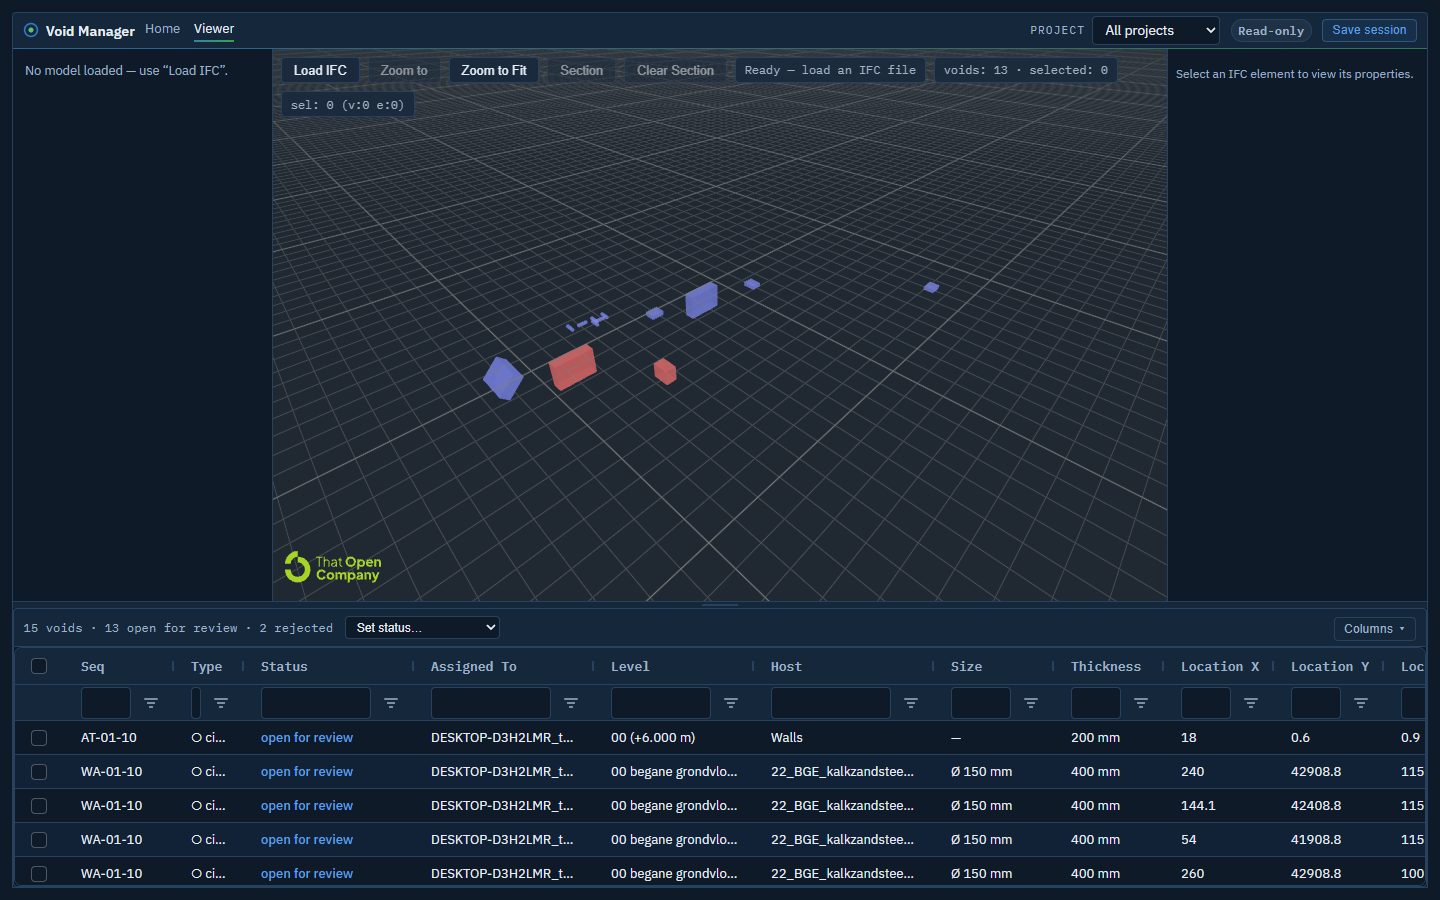 Void Manager Home Viewer PROJECT All projects Read-only Save session
No model loaded — use “Load IFC”.
Load IFC Zoom to Zoom to Fit Section Clear Section Ready — load an IFC file voids: 13 · selected: 0
sel: 0 (v:0 e:0)
Select an IFC element to view its properties.
That Open
Company
15 voids · 13 open for review · 2 rejected Set status... Columns
Seq Type Status Assigned To Level Host Size Thickness Location X Location Y Loc
AT-01-10 ci... open for review DESKTOP-D3H2LMR_t... 00 (+6.000 m) Walls — 200 mm 18 0.6 0.9
WA-01-10 ci... open for review DESKTOP-D3H2LMR_t... 00 begane grondvlo... 22_BGE_kalkzandstee... Ø 150 mm 400 mm 240 42908.8 115
WA-01-10 ci... open for review DESKTOP-D3H2LMR_t... 00 begane grondvlo... 22_BGE_kalkzandstee... Ø 150 mm 400 mm 144.1 42408.8 115
WA-01-10 ci... open for review DESKTOP-D3H2LMR_t... 00 begane grondvlo... 22_BGE_kalkzandstee... Ø 150 mm 400 mm 54 41908.8 115
WA-01-10 ci... open for review DESKTOP-D3H2LMR_t... 00 begane grondvlo... 22_BGE_kalkzandstee... Ø 150 mm 400 mm 260 42908.8 100